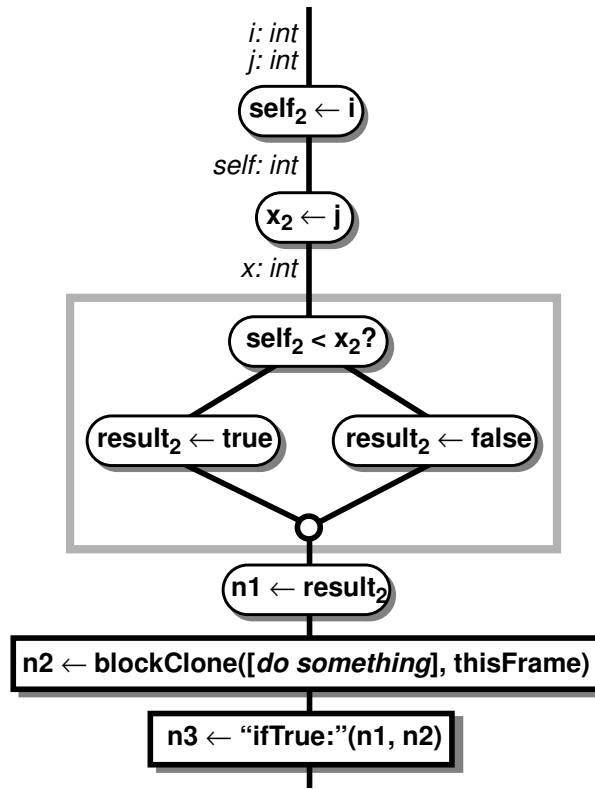 i: int
j: int
self₂ ← i
self: int
x₂ ← j
x: int
self₂ < x₂?
result₂ ← true
result₂ ← false
n1 ← result₂
n2 ← blockClone([do something], thisFrame)
n3 ← “ifTrue:”(n1, n2)